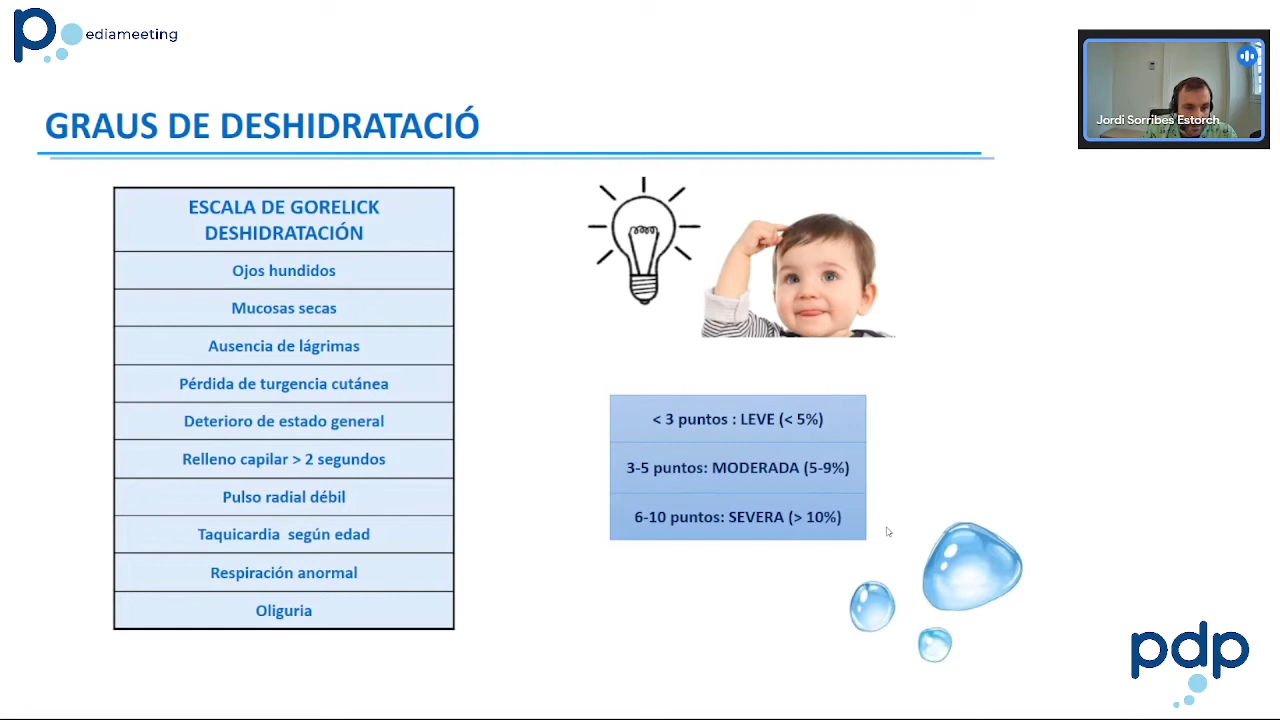 ediameeting
Jordi Sorribes Estorch
GRAUS DE DESHIDRATACIÓ
ESCALA DE GORELICK
DESHIDRATACIÓN
Ojos hundidos
Mucosas secas
Ausencia de lágrimas
Pérdida de turgencia cutánea
Deterioro de estado general
Relleno capilar > 2 segundos
Pulso radial débil
Taquicardia según edad
Respiración anormal
Oliguria
< 3 puntos : LEVE (< 5%)
3-5 puntos: MODERADA (5-9%)
6-10 puntos: SEVERA (> 10%)
pdp